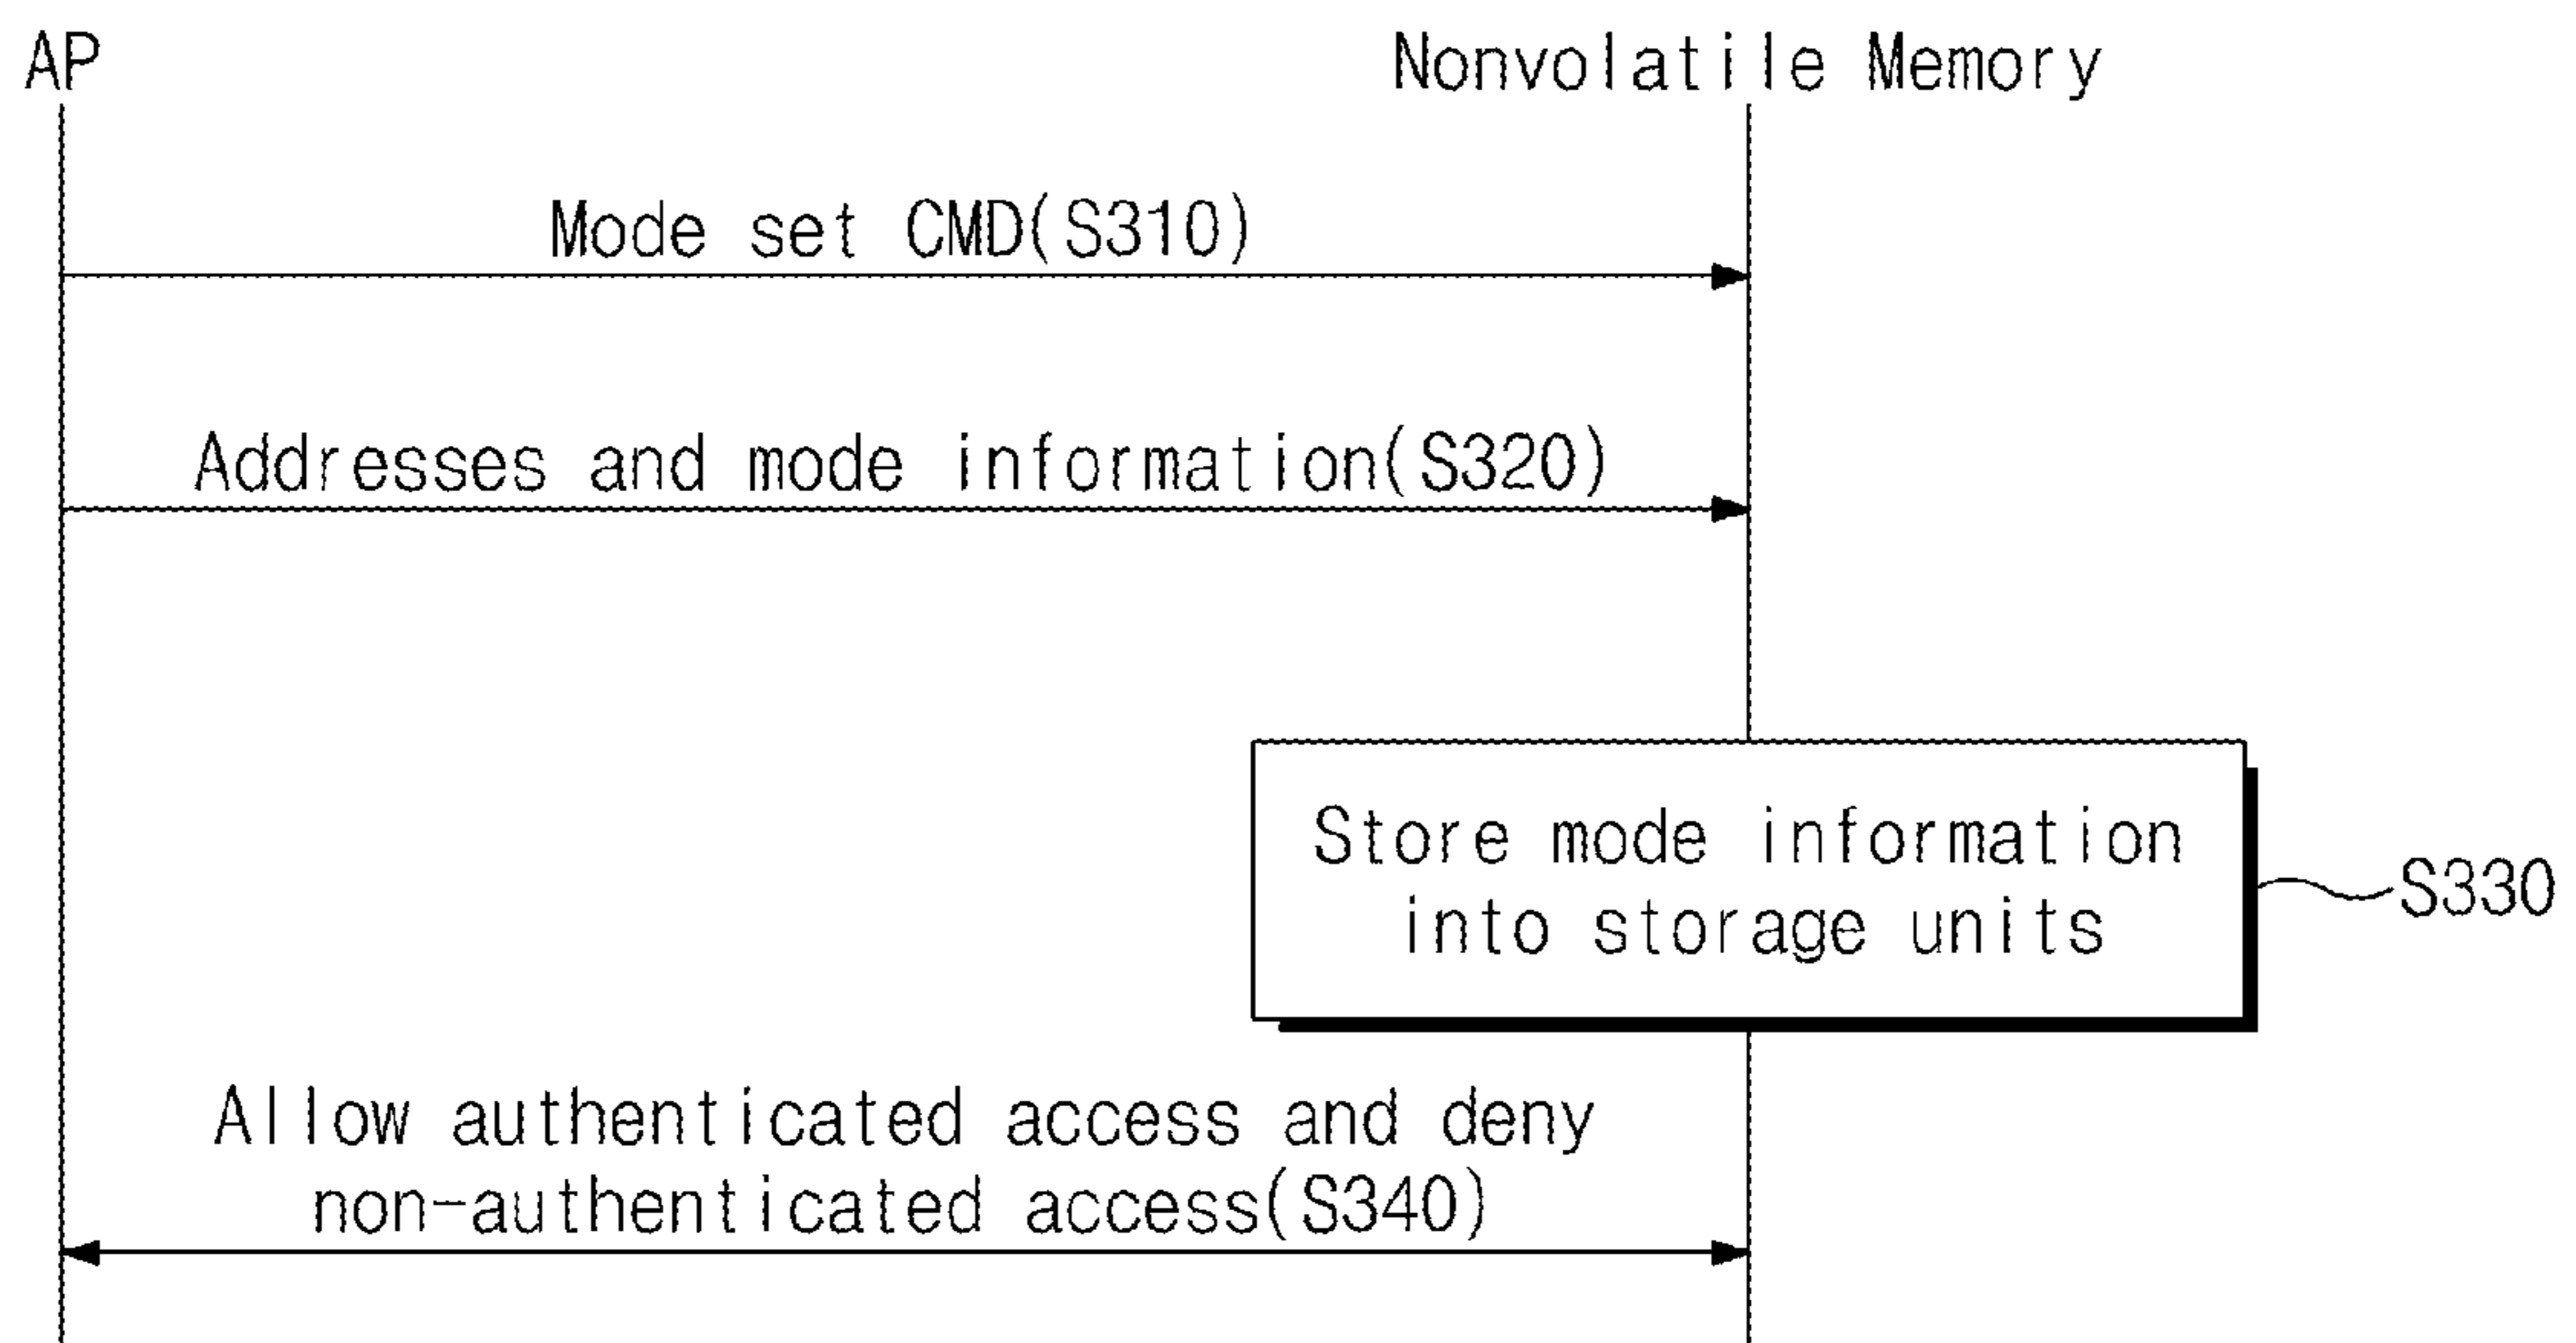 AP
Nonvolatile Memory
Mode set CMD(S310)
Addresses and mode information(S320)
Store mode information
into storage units
S330
Allow authenticated access and deny
non-authenticated access(S340)